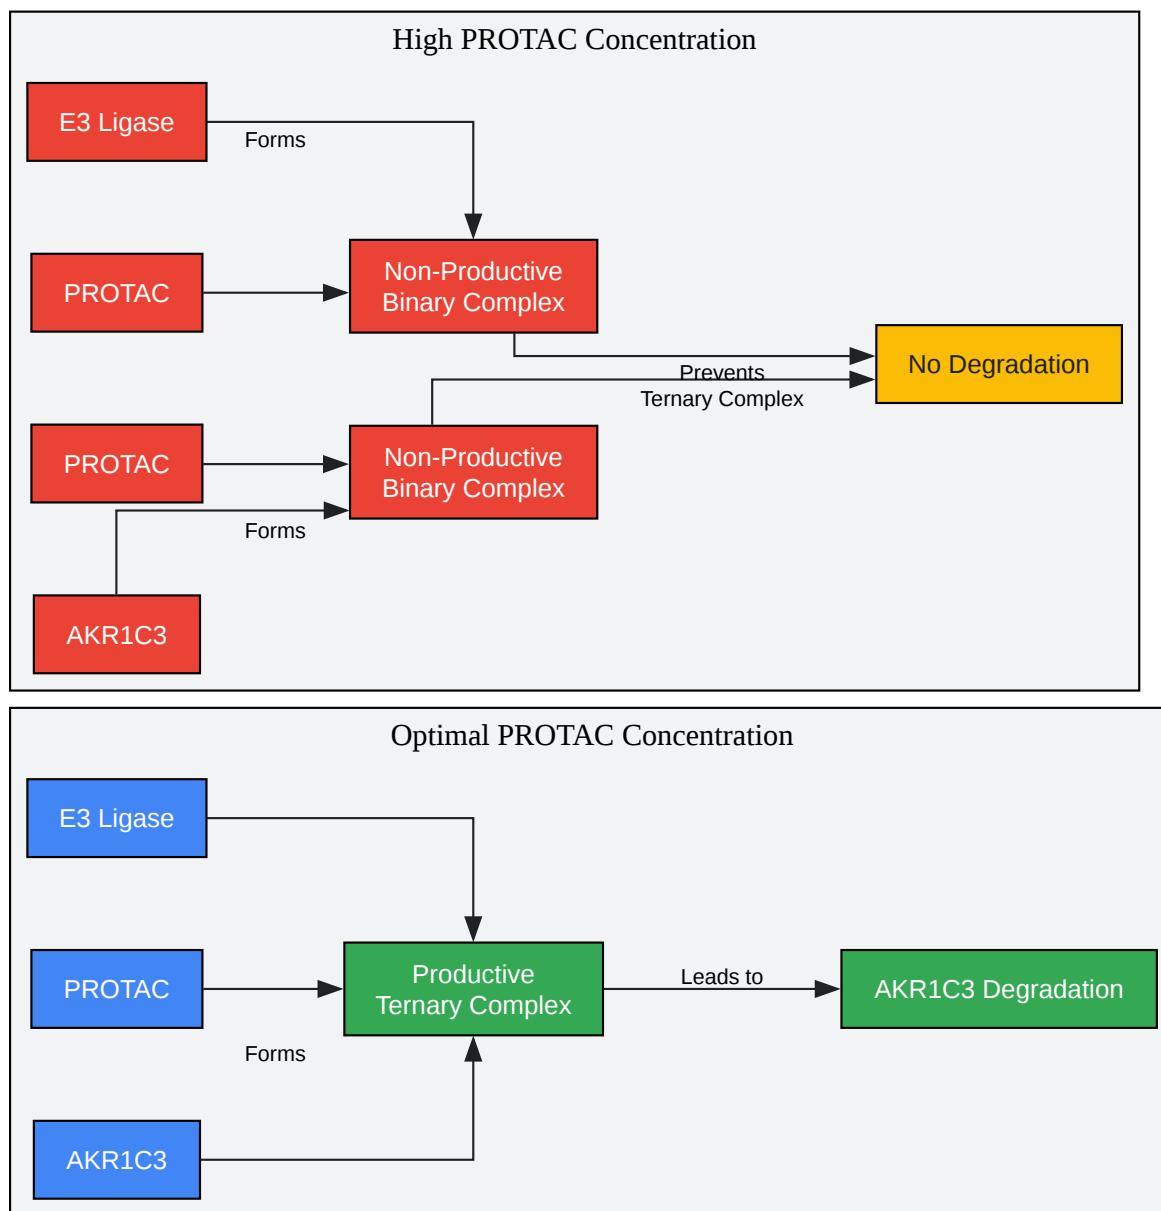 High PROTAC Concentration
E3 Ligase
Forms
PROTAC
Non-Productive
Binary Complex
No Degradation
Prevents
Ternary Complex
PROTAC
Non-Productive
Binary Complex
Forms
AKR1C3
Optimal PROTAC Concentration
E3 Ligase
PROTAC
Productive
Ternary Complex
Leads to
AKR1C3 Degradation
Forms
AKR1C3